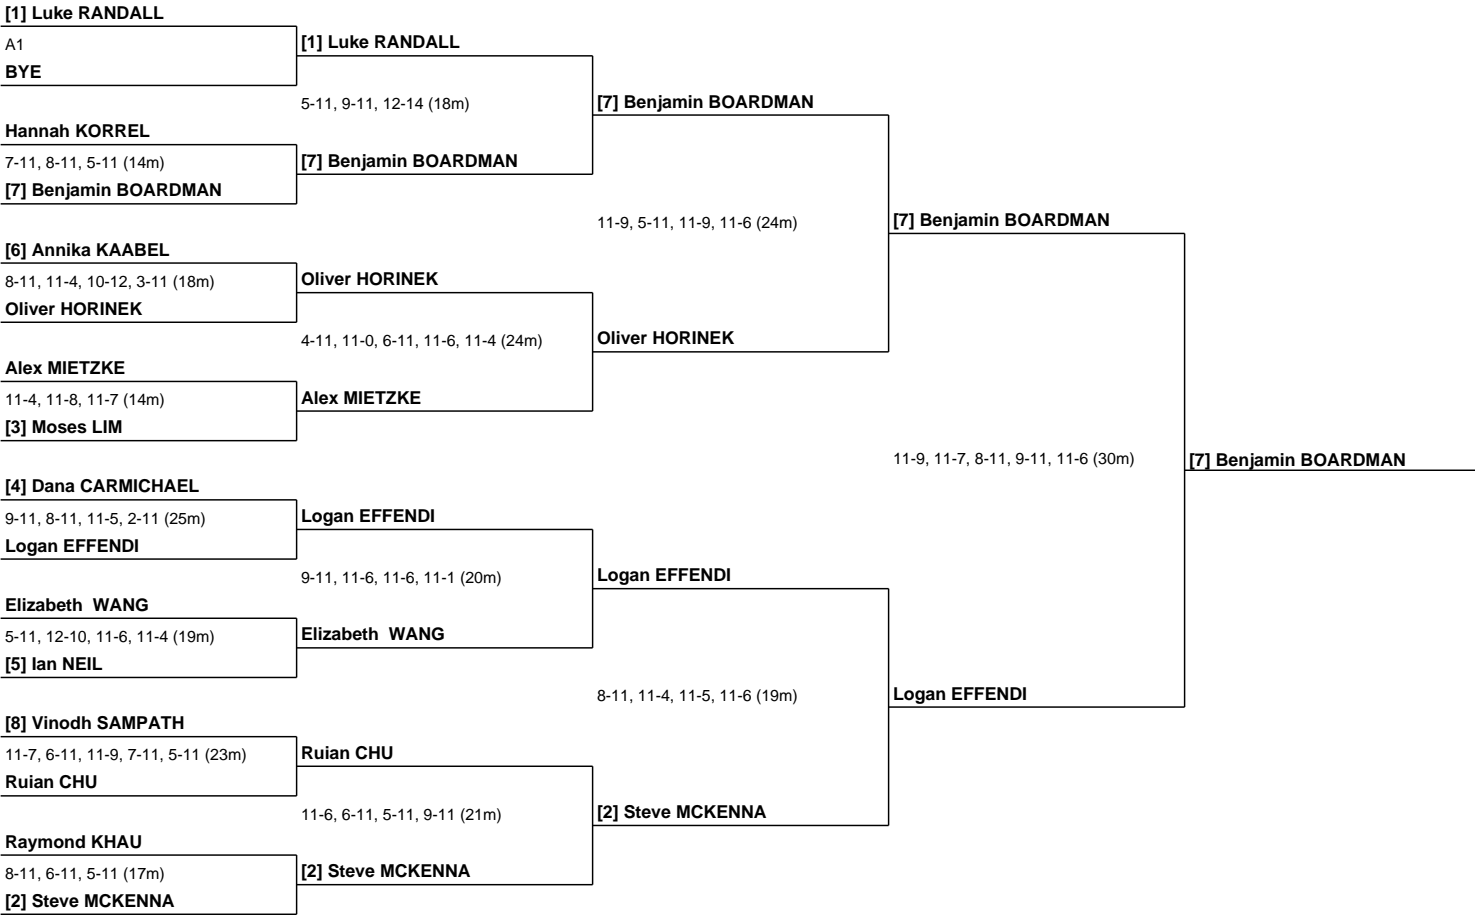 [1] Luke RANDALL
A1
BYE
[1] Luke RANDALL
5-11, 9-11, 12-14 (18m)
Hannah KORREL
7-11, 8-11, 5-11 (14m)
[7] Benjamin BOARDMAN
[7] Benjamin BOARDMAN
[7] Benjamin BOARDMAN
11-9, 5-11, 11-9, 11-6 (24m)
[6] Annika KAABEL
8-11, 11-4, 10-12, 3-11 (18m)
Oliver HORINEK
Oliver HORINEK
4-11, 11-0, 6-11, 11-6, 11-4 (24m)
Alex MIETZKE
11-4, 11-8, 11-7 (14m)
[3] Moses LIM
Alex MIETZKE
Oliver HORINEK
[7] Benjamin BOARDMAN
11-9, 11-7, 8-11, 9-11, 11-6 (30m)
[7] Benjamin BOARDMAN
[4] Dana CARMICHAEL
9-11, 8-11, 11-5, 2-11 (25m)
Logan EFFENDI
Logan EFFENDI
9-11, 11-6, 11-6, 11-1 (20m)
Elizabeth  WANG
5-11, 12-10, 11-6, 11-4 (19m)
[5] Ian NEIL
Elizabeth  WANG
Logan EFFENDI
8-11, 11-4, 11-5, 11-6 (19m)
Logan EFFENDI
[8] Vinodh SAMPATH
11-7, 6-11, 11-9, 7-11, 5-11 (23m)
Ruian CHU
Ruian CHU
11-6, 6-11, 5-11, 9-11 (21m)
Raymond KHAU
8-11, 6-11, 5-11 (17m)
[2] Steve MCKENNA
[2] Steve MCKENNA
[2] Steve MCKENNA